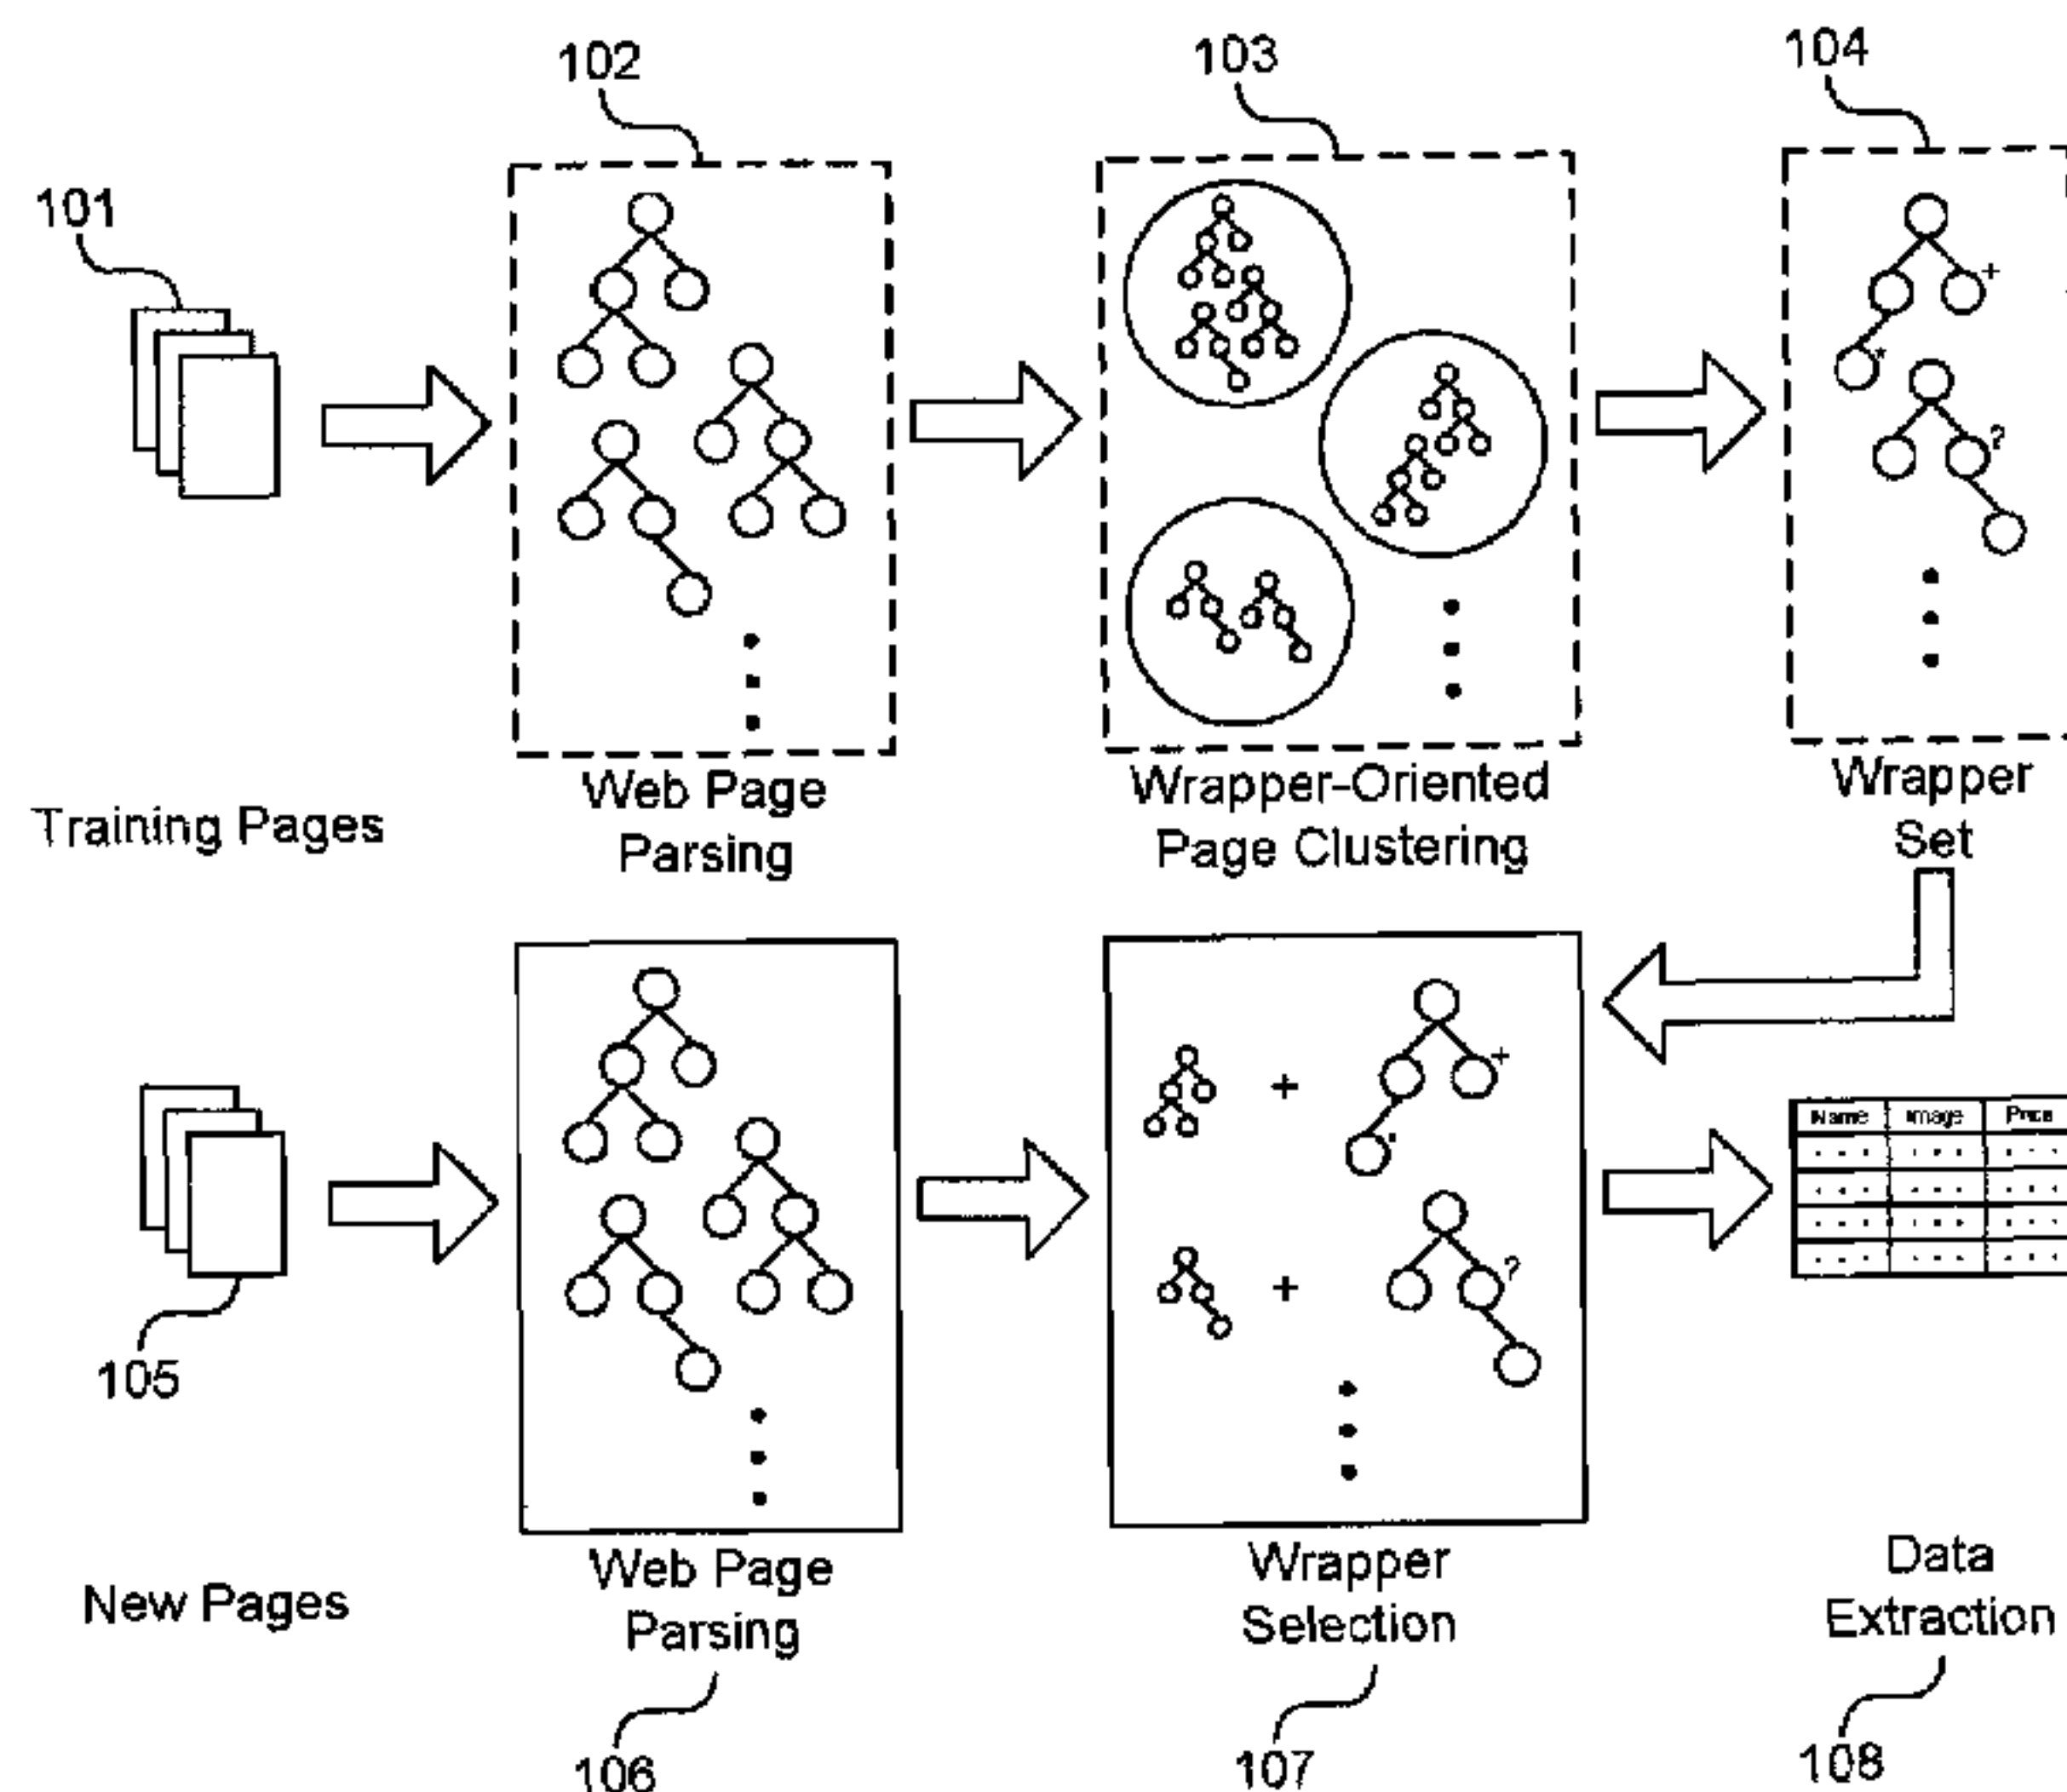 102
103
104
101
+
*
?
Training Pages
Web Page
Parsing
Wrapper-Oriented
Page Clustering
Wrapper
Set
+
+
*
+
?
Name Image Price
105
New Pages
Web Page
Parsing
Wrapper
Selection
Data
Extraction
106
107
108